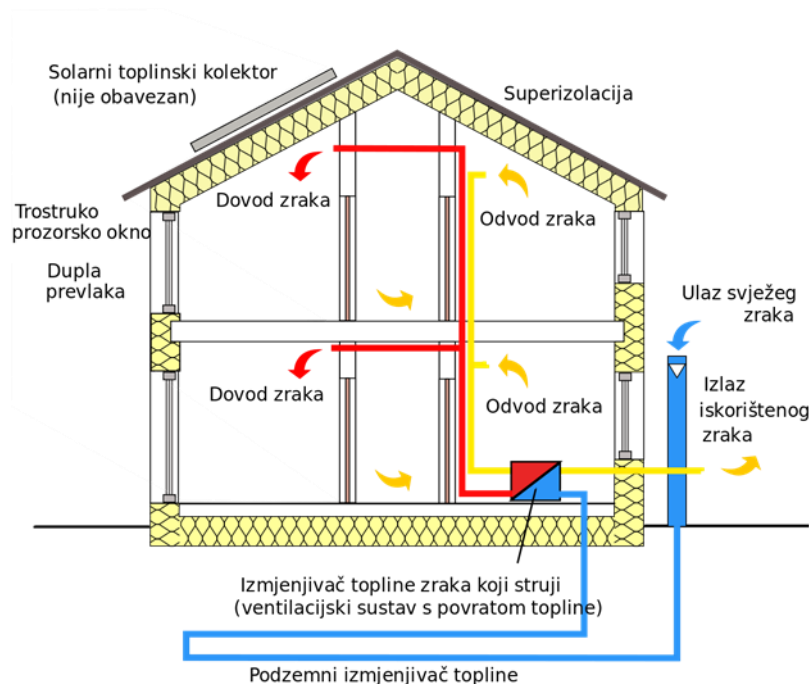 Solarni toplinski kolektor
(nije obavezan)
Superizolacija
Dovod zraka
Odvod zraka
Trostruko
prozorsko okno
Dupla
prevlaka
Ulaz svježeg
zraka
Dovod zraka
Odvod zraka
Izlaz
iskorištenog
zraka
Izmjenjivač topline zraka koji struji
(ventilacijski sustav s povratom topline)
Podzemni izmjenjivač topline